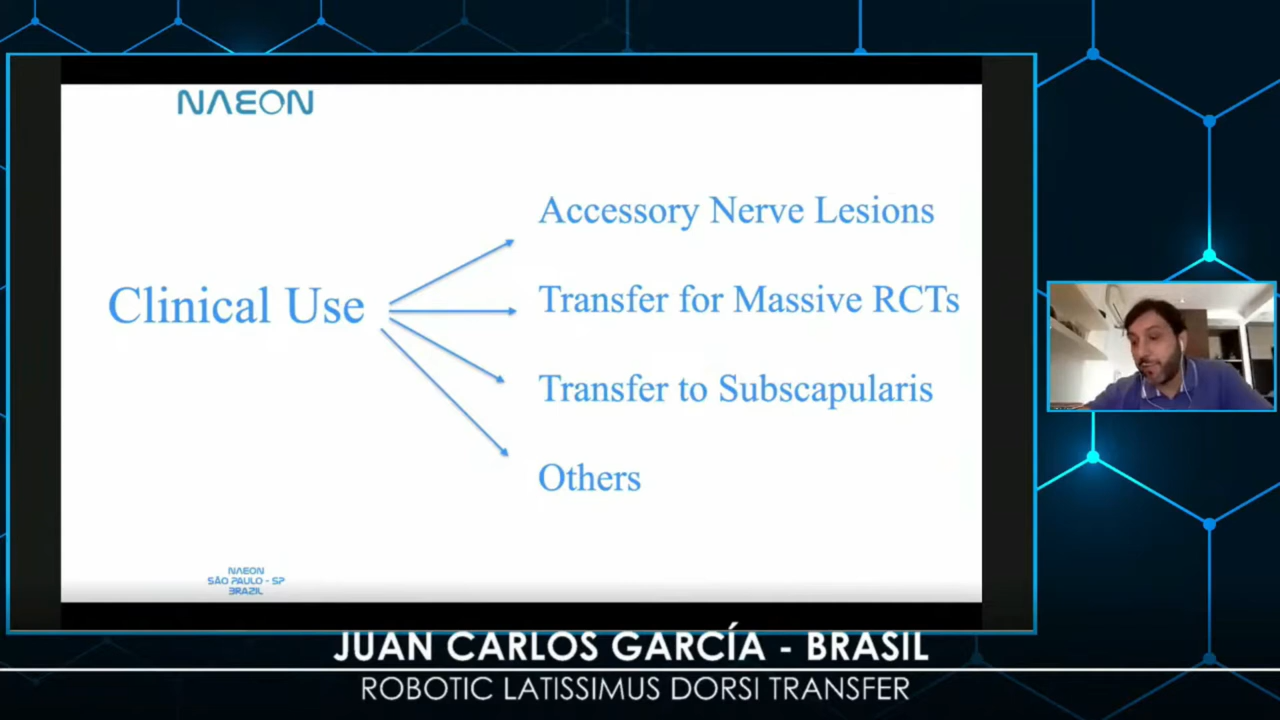 NAEON
Accessory Nerve Lesions
Clinical Use
Transfer for Massive RCTs
Transfer to Subscapularis
Others
NAEON
SÃO PAULO - SP
BRAZIL
JUAN CARLOS GARCÍA - BRASIL
ROBOTIC LATISSIMUS DORSI TRANSFER